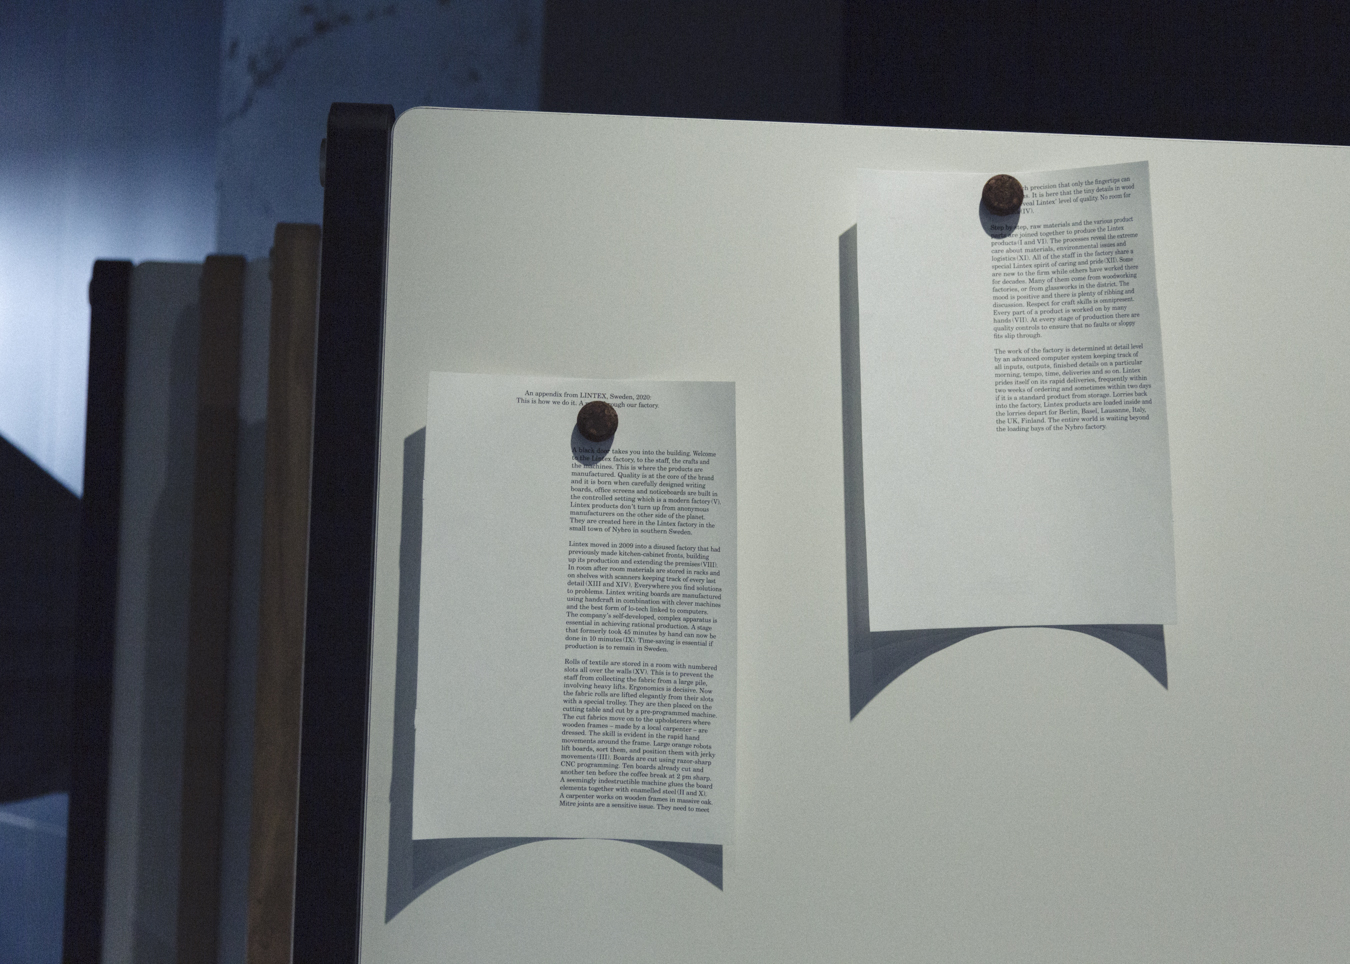 An appendix from LINTEX, Sweden, 2020:
This is how we do it. A through our factory.
A black door takes you into the building. Welcome
to the Lintex factory, to the staff, the crafts and
the machines. This is where the products are
manufactured. Quality is at the core of the brand
and it is born when carefully designed writing
boards, office screens and noticeboards are built in
the controlled setting which is a modern factory (V).
Lintex products don't turn up from anonymous
manufacturers on the other side of the planet.
They are created here in the Lintex factory in the
small town of Nybro in southern Sweden.
Lintex moved in 2009 into a disused factory that had
previously made kitchen-cabinet fronts, building
up its production and extending the premises (VIII).
In room after room materials are stored in racks and
on shelves with scanners keeping track of every last
detail (XIII and XIV). Everywhere you find solutions
to problems. Lintex writing boards are manufactured
using handcraft in combination with clever machines
and the best form of lo-tech linked to computers.
The company's self-developed, complex apparatus is
essential in achieving rational production. A stage
that formerly took 45 minutes by hand can now be
done in 10 minutes (IX). Time-saving is essential if
production is to remain in Sweden.
Rolls of textile are stored in a room with numbered
slots all over the walls (XV). This is to prevent the
staff from collecting the fabric from a large pile,
involving heavy lifts. Ergonomics is decisive. Now
the fabric rolls are lifted elegantly from their slots
with a special trolley. They are then placed on the
cutting table and cut by a pre-programmed machine.
The cut fabrics move on to the upholsterers where
wooden frames – made by a local carpenter – are
dressed. The skill is evident in the rapid hand
movements around the frame. Large orange robots
lift boards, sort them, and position them with jerky
movements (III). Boards are cut using razor-sharp
CNC programming. Ten boards already cut and
another ten before the coffee break at 2 pm sharp.
A seemingly indestructible machine glues the board
elements together with enamelled steel (II and X).
A carpenter works on wooden frames in massive oak.
Mitre joints are a sensitive issue. They need to meet
precision that only the fingertips can
It is here that the tiny details in wood
Lintex' level of quality. No room for
(IV).
Step by step, raw materials and the various product
parts are joined together to produce the Lintex
products (I and VI). The processes reveal the extreme
care about materials, environmental issues and
logistics (XI). All of the staff in the factory share a
special Lintex spirit of caring and pride (XII). Some
are new to the firm while others have worked there
for decades. Many of them come from woodworking
factories, or from glassworks in the district. The
mood is positive and there is plenty of ribbing and
discussion. Respect for craft skills is omnipresent.
Every part of a product is worked on by many
hands (VII). At every stage of production there are
quality controls to ensure that no faults or sloppy
fits slip through.
The work of the factory is determined at detail level
by an advanced computer system keeping track of
all inputs, outputs, finished details on a particular
morning, tempo, time, deliveries and so on. Lintex
prides itself on its rapid deliveries, frequently within
two weeks of ordering and sometimes within two days
if it is a standard product from storage. Lorries back
into the factory, Lintex products are loaded inside and
the lorries depart for Berlin, Basel, Lausanne, Italy,
the UK, Finland. The entire world is waiting beyond
the loading bays of the Nybro factory.